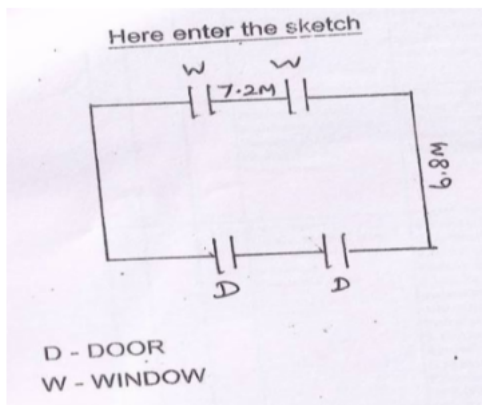 Here enter the sketch
W W
7.2M
6.8M
D D
D - DOOR
W - WINDOW